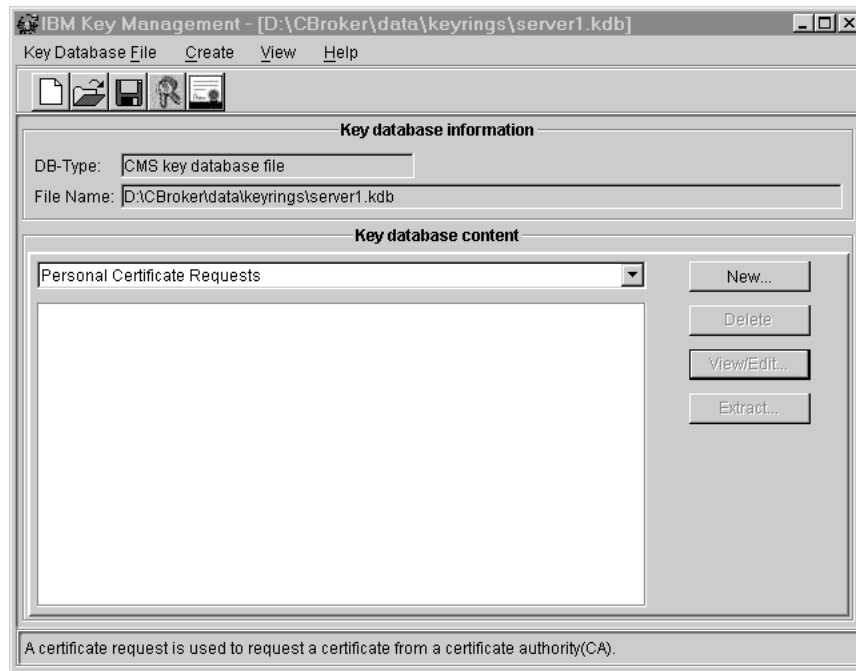 IBM Key Management - [D:\CBroker\data\keyrings\server1.kdb]
Key Database File Create View Help
Key database information
DB-Type: CMS key database file
File Name: D:\CBroker\data\keyrings\server1.kdb
Key database content
Personal Certificate Requests
New...
Delete
View/Edit...
Extract...
A certificate request is used to request a certificate from a certificate authority(CA).